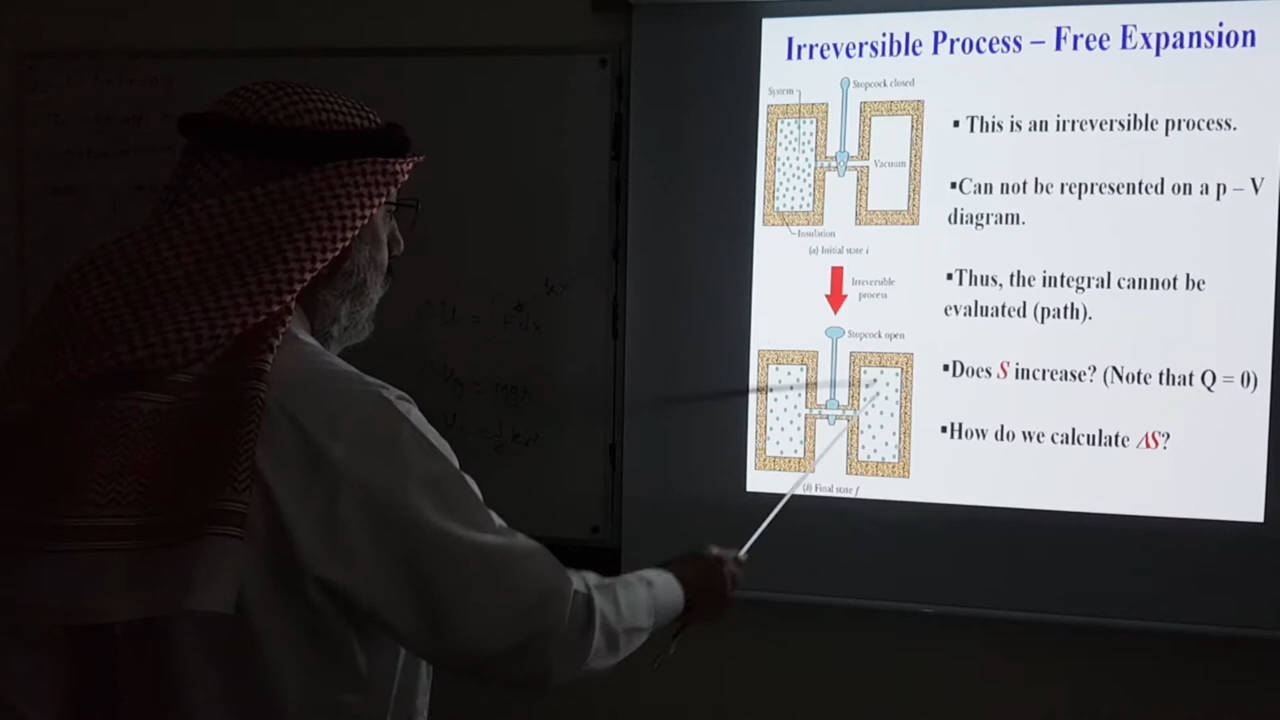 Irreversible Process – Free Expansion
System
Stopcock closed
Vacuum
Insulation
(a) Initial state i
Irreversible
process
Stopcock open
(b) Final state f
▪ This is an irreversible process.
▪Can not be represented on a p – V
diagram.
▪Thus, the integral cannot be
evaluated (path).
▪Does S increase? (Note that Q = 0)
▪How do we calculate ΔS?